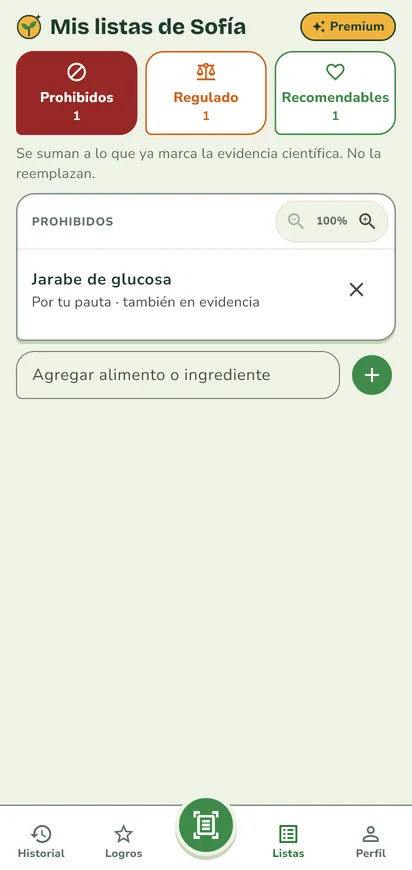 Mis listas de Sofía
Premium
Prohibidos
1
Regulado
1
Recomendables
1
Se suman a lo que ya marca la evidencia científica. No la
reemplazan.
PROHIBIDOS
100%
Jarabe de glucosa
Por tu pauta · también en evidencia
Agregar alimento o ingrediente
Historial
Logros
Listas
Perfil